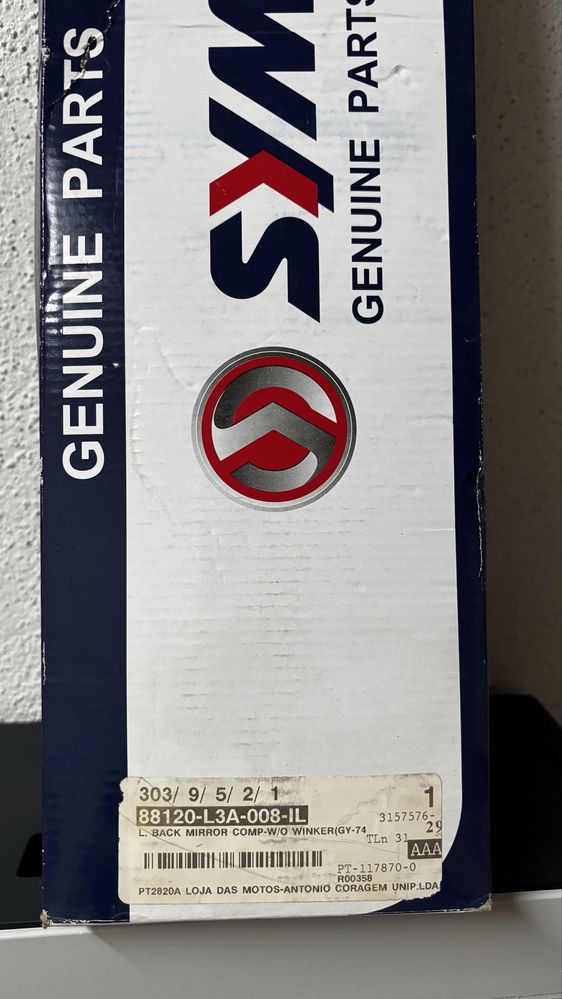 GENUINE PARTS
SYM
GENUINE PARTS
303/ 9/ 5/ 2/ 1
1
88120-L3A-008-IL
3157576-
29
L. BACK MIRROR COMP-W/O WINKER(GY-74
TLn 31
AAA
PT-117870-0
R00358
PT2820A LOJA DAS MOTOS-ANTONIO CORAGEM UNIP.LDA